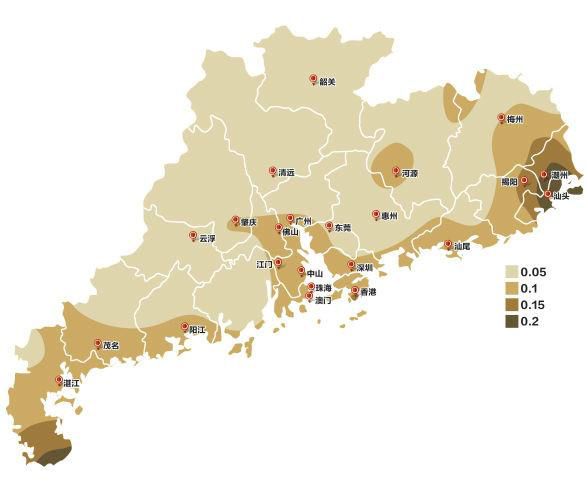 韶关
梅州
清远
河源
潮州
揭阳
汕头
肇庆
广州
惠州
佛山
东莞
云浮
汕尾
江门
深圳
中山
0.05
珠海
香港
0.1
澳门
0.15
0.2
阳江
茂名
湛江